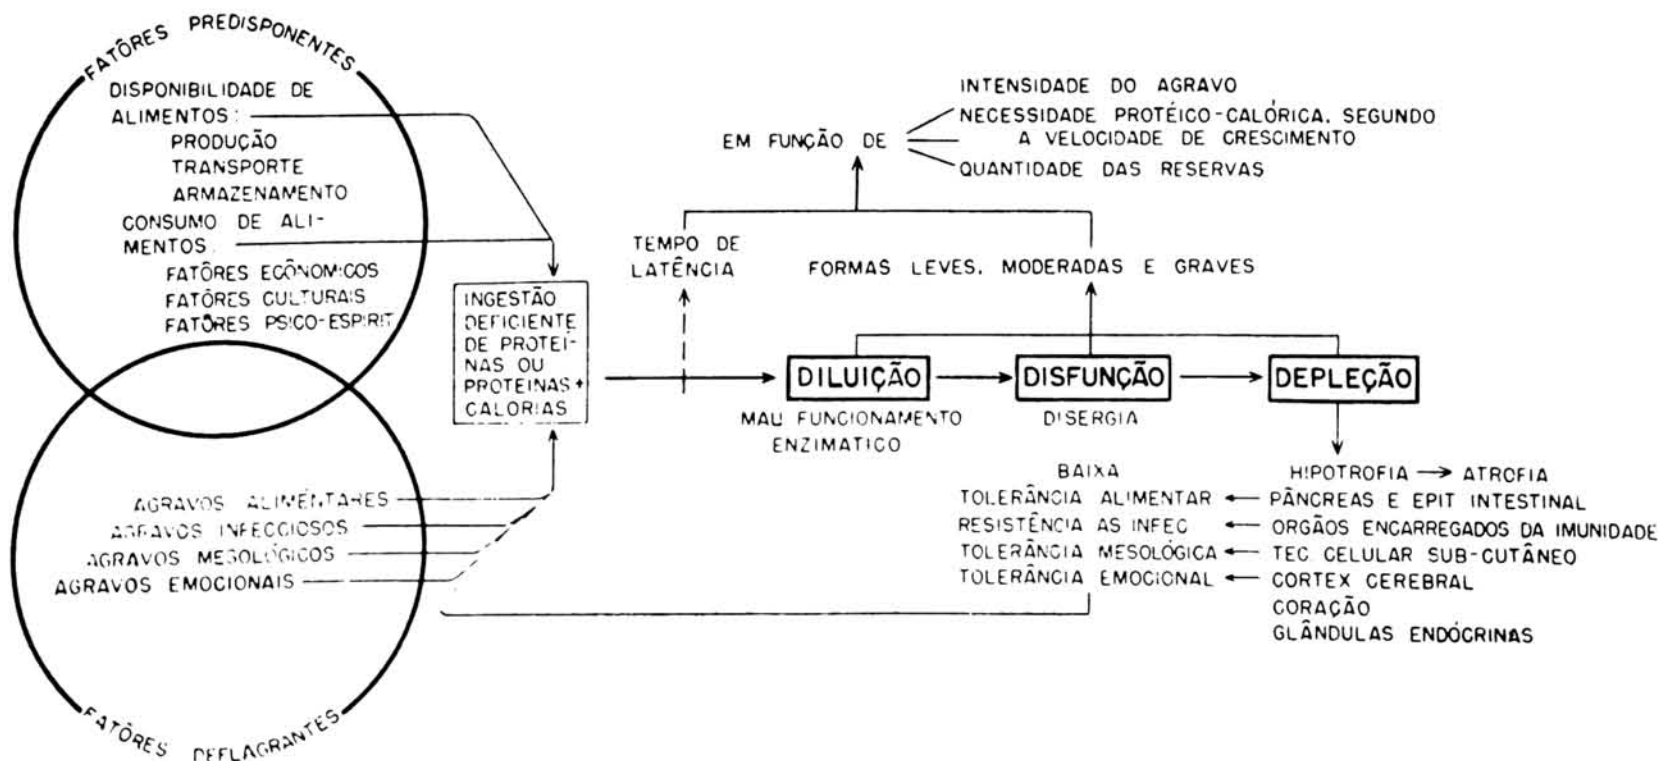 FATÔRES PREDISPONENTES
DISPONIBILIDADE DE
ALIMENTOS:
PRODUÇÃO
TRANSPORTE
ARMAZENAMENTO
CONSUMO DE ALI-
MENTOS:
FATÔRES ECÔNOMICOS
FATÔRES CULTURAIS
FATÔRES PSICO-ESPIRIT.
INGESTÃO
DEFICIENTE
DE PROTEÍ-
NAS OU
PROTEINAS +
CALORIAS
AGRAVOS ALIMENTARES
AGRAVOS INFECCIOSOS
AGRAVOS MESOLÓGICOS
AGRAVOS EMOCIONAIS
FATÔRES DEFLAGRANTES
TEMPO DE
LATÊNCIA
EM FUNÇÃO DE
INTENSIDADE DO AGRAVO
NECESSIDADE PROTÉICO-CALÓRICA, SEGUNDO
A VELOCIDADE DE CRESCIMENTO
QUANTIDADE DAS RESERVAS
FORMAS LEVES, MODERADAS E GRAVES
DILUIÇÃO
MAU FUNCIONAMENTO
ENZIMATICO
DISFUNÇÃO
DISERGIA
DEPLEÇÃO
HIPOTROFIA → ATROFIA
BAIXA
TOLERÂNCIA ALIMENTAR ← PÂNCREAS E EPIT INTESTINAL
RESISTÊNCIA AS INFEC ← ORGÃOS ENCARREGADOS DA IMUNIDADE
TOLERÂNCIA MESOLÓGICA ← TEC CELULAR SUB-CUTÂNEO
TOLERÂNCIA EMOCIONAL ← CORTEX CEREBRAL
CORAÇÃO
GLÂNDULAS ENDÓCRINAS